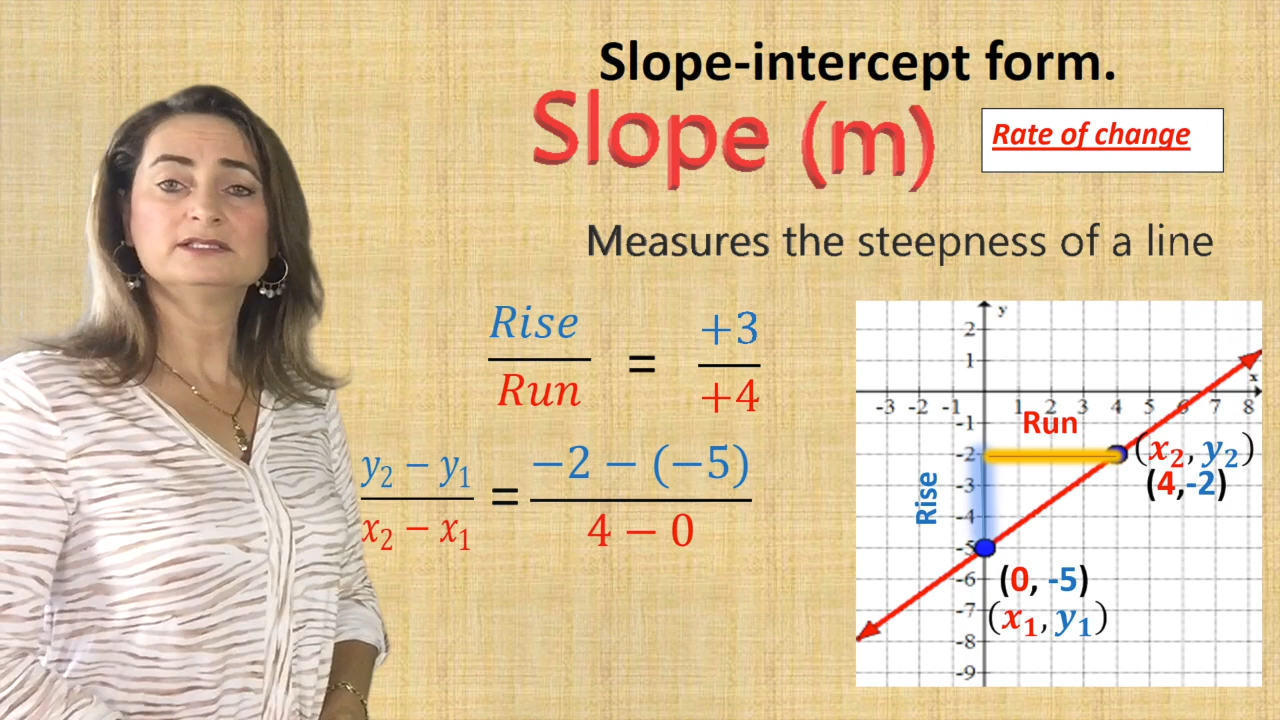 Slope-intercept form.
Slope (m)
Rate of change
Measures the steepness of a line
Rise
Run
=
+3
+4
y₂ − y₁
x₂ − x₁
=
−2 − (−5)
4 − 0
y
2
1
x
-3 -2 -1 1 2 3 4 5 6 7 8
-1
Run
-2
(x₂, y₂)
(4,-2)
-3
Rise
-4
-5
(0, -5)
-6
-7
(x₁, y₁)
-8
-9